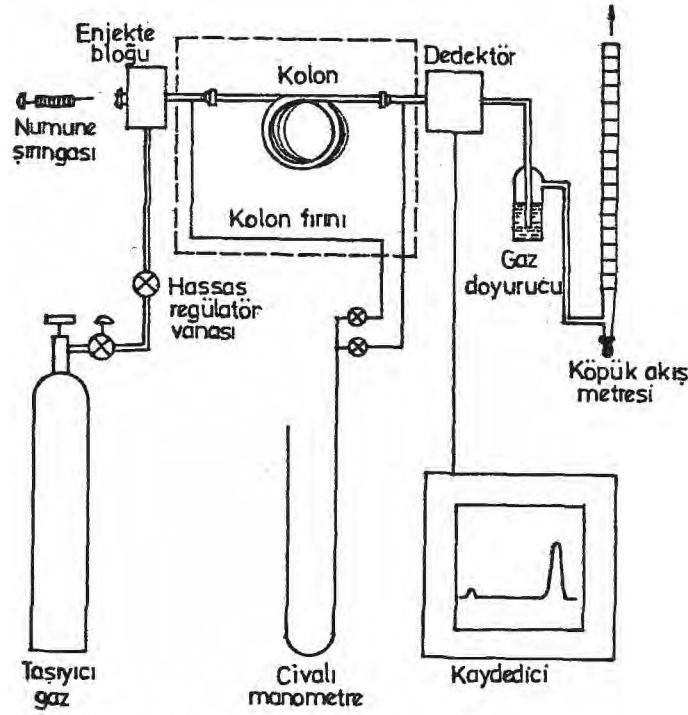 Enjekte
bloğu
Kolon
Dedektör
Numune
şırıngası
Kolon fırını
Gaz
doyurucu
Hassas
regülatör
vanası
Köpük akış
metresi
Taşıyıcı
gaz
Civalı
manometre
Kaydedici